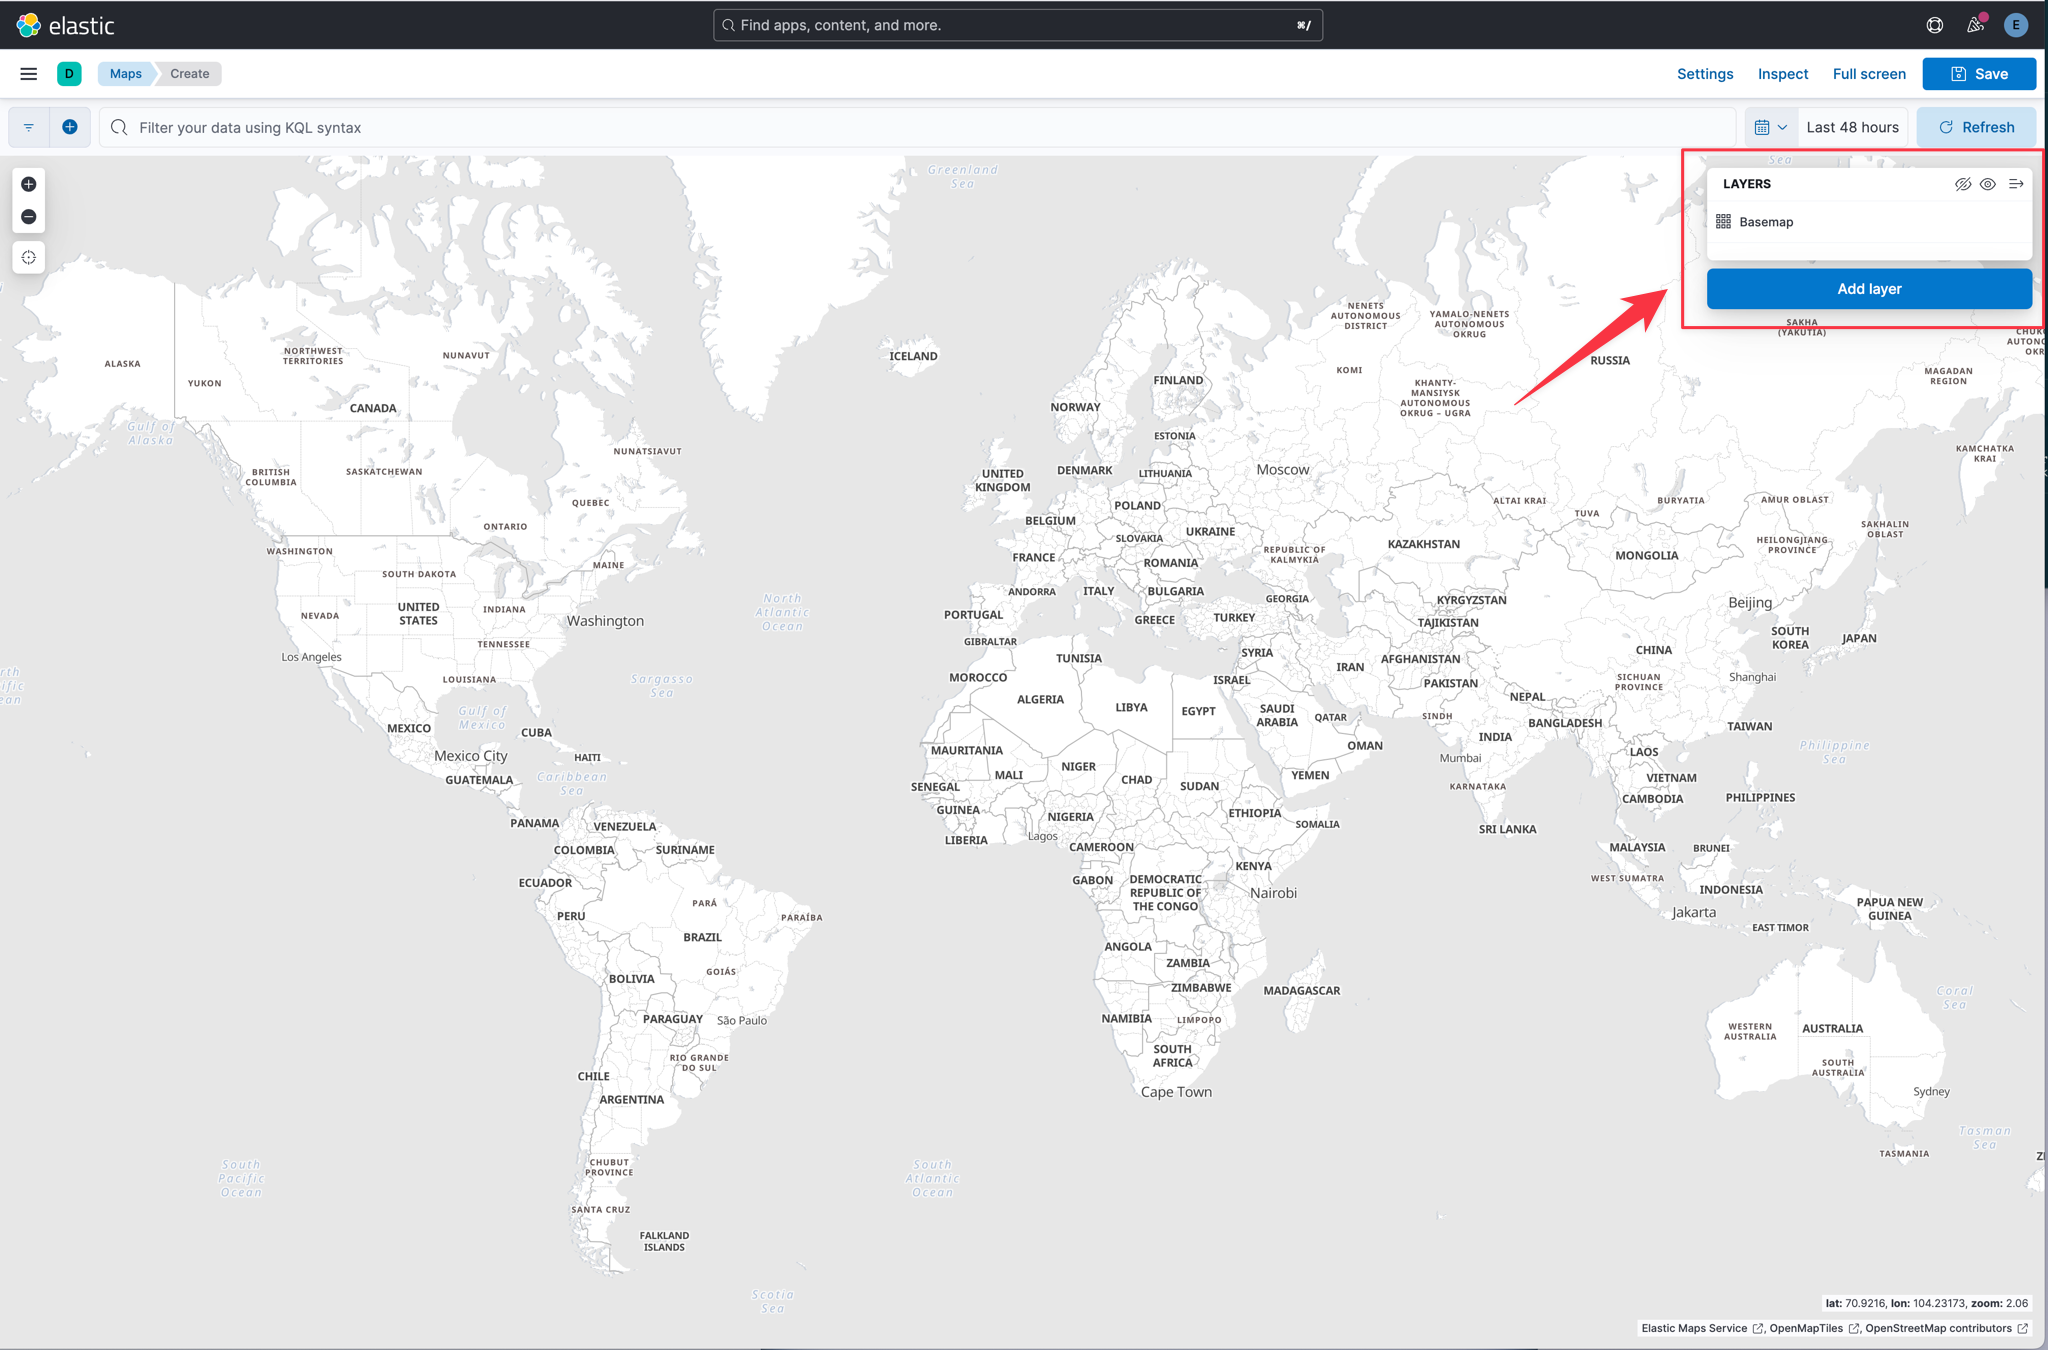 elastic
Find apps, content, and more.
⌘/
E
D
Maps
Create
Settings
Inspect
Full screen
Save
Filter your data using KQL syntax
Last 48 hours
Refresh
LAYERS
Basemap
Add layer
Greenland
Sea
Sea
NENETS
AUTONOMOUS
DISTRICT
YAMALO-NENETS
AUTONOMOUS
OKRUG
SAKHA
(YAKUTIA)
ALASKA
YUKON
NORTHWEST
TERRITORIES
NUNAVUT
ICELAND
FINLAND
NORWAY
KOMI
RUSSIA
KHANTY-
MANSIYSK
AUTONOMOUS
OKRUG – UGRA
MAGADAN
REGION
CANADA
Gulf of
Alaska
BRITISH
COLUMBIA
SASKATCHEWAN
NUNATSIAVUT
QUEBEC
ONTARIO
ESTONIA
LITHUANIA
DENMARK
UNITED
KINGDOM
Moscow
KAMCHATKA
KRAI
POLAND
BELGIUM
UKRAINE
SLOVAKIA
FRANCE
ROMANIA
REPUBLIC OF
KALMYKIA
KAZAKHSTAN
ALTAI KRAI
TUVA
BURYATIA
AMUR OBLAST
SAKHALIN
OBLAST
HEILONGJIANG
PROVINCE
MONGOLIA
WASHINGTON
SOUTH DAKOTA
MAINE
NEVADA
UNITED
STATES
INDIANA
TENNESSEE
Washington
Los Angeles
LOUISIANA
North
Atlantic
Ocean
Sargasso
Sea
ANDORRA
ITALY
BULGARIA
GEORGIA
PORTUGAL
GREECE
TURKEY
GIBRALTAR
KYRGYZSTAN
TAJIKISTAN
Beijing
SOUTH
KOREA
JAPAN
TUNISIA
SYRIA
IRAN
AFGHANISTAN
CHINA
MOROCCO
ISRAEL
PAKISTAN
SICHUAN
PROVINCE
Shanghai
ALGERIA
LIBYA
EGYPT
SAUDI
ARABIA
QATAR
SINDH
NEPAL
BANGLADESH
TAIWAN
INDIA
OMAN
Mumbai
LAOS
Philippine
Sea
Gulf of
Mexico
MEXICO
CUBA
Mexico City
HAITI
GUATEMALA
Caribbean
Sea
MAURITANIA
MALI
NIGER
CHAD
SUDAN
YEMEN
KARNATAKA
VIETNAM
CAMBODIA
PHILIPPINES
SENEGAL
GUINEA
NIGERIA
ETHIOPIA
SOMALIA
LIBERIA
Lagos
CAMEROON
SRI LANKA
PANAMA
VENEZUELA
COLOMBIA
SURINAME
MALAYSIA
BRUNEI
KENYA
ECUADOR
GABON
DEMOCRATIC
REPUBLIC OF
THE CONGO
Nairobi
WEST SUMATRA
INDONESIA
Jakarta
PAPUA NEW
GUINEA
EAST TIMOR
PARÁ
PARAÍBA
PERU
BRAZIL
GOIÁS
BOLIVIA
ANGOLA
ZAMBIA
ZIMBABWE
MADAGASCAR
NAMIBIA
LIMPOPO
Coral
Sea
PARAGUAY
São Paulo
WESTERN
AUSTRALIA
AUSTRALIA
SOUTH
AFRICA
RIO GRANDE
DO SUL
SOUTH
AUSTRALIA
CHILE
Cape Town
Sydney
ARGENTINA
Tasman
Sea
TASMANIA
CHUBUT
PROVINCE
South
Pacific
Ocean
South
Atlantic
Ocean
SANTA CRUZ
FALKLAND
ISLANDS
Scotia
Sea
lat: 70.9216, lon: 104.23173, zoom: 2.06
Elastic Maps Service , OpenMapTiles , OpenStreetMap contributors